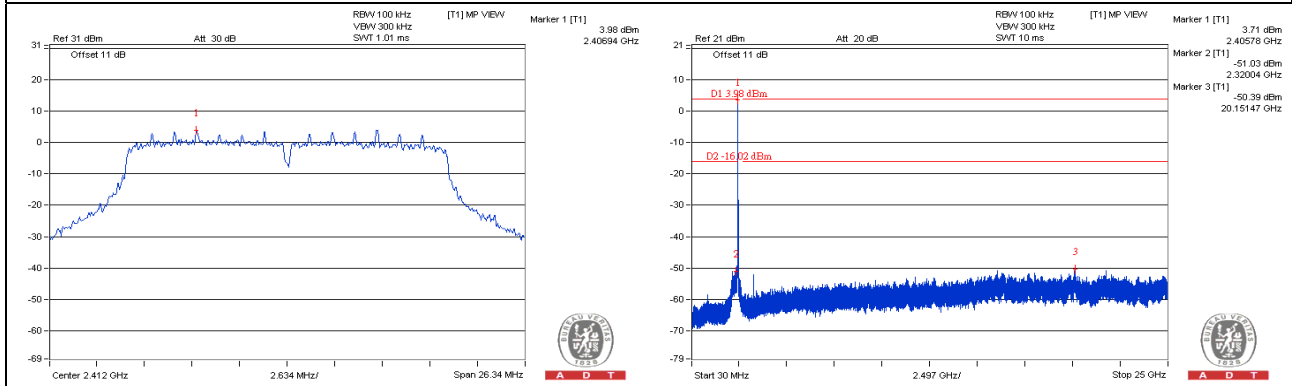 RBW 100 kHz [T1] MP VIEW
VBW 300 kHz
Ref 31 dBm Att 30 dB SWT 1.01 ms
Marker 1 [T1]
3.98 dBm
2.40694 GHz
Offset 11 dB
31
20
10
0
-10
-20
-30
-40
-50
-60
-69
1
Center 2.412 GHz 2.634 MHz/ Span 26.34 MHz
BUREAU VERITAS
1828
A D T
RBW 100 kHz [T1] MP VIEW
VBW 300 kHz
Ref 21 dBm Att 20 dB SWT 10 ms
Marker 1 [T1]
3.71 dBm
2.40578 GHz
Marker 2 [T1]
-51.03 dBm
2.32004 GHz
Marker 3 [T1]
-50.39 dBm
20.15147 GHz
Offset 11 dB
21
10
0
-10
-20
-30
-40
-50
-60
-70
-79
1
D1 3.98 dBm
D2 -16.02 dBm
2
3
Start 30 MHz 2.497 GHz/ Stop 25 GHz
BUREAU VERITAS
1828
A D T